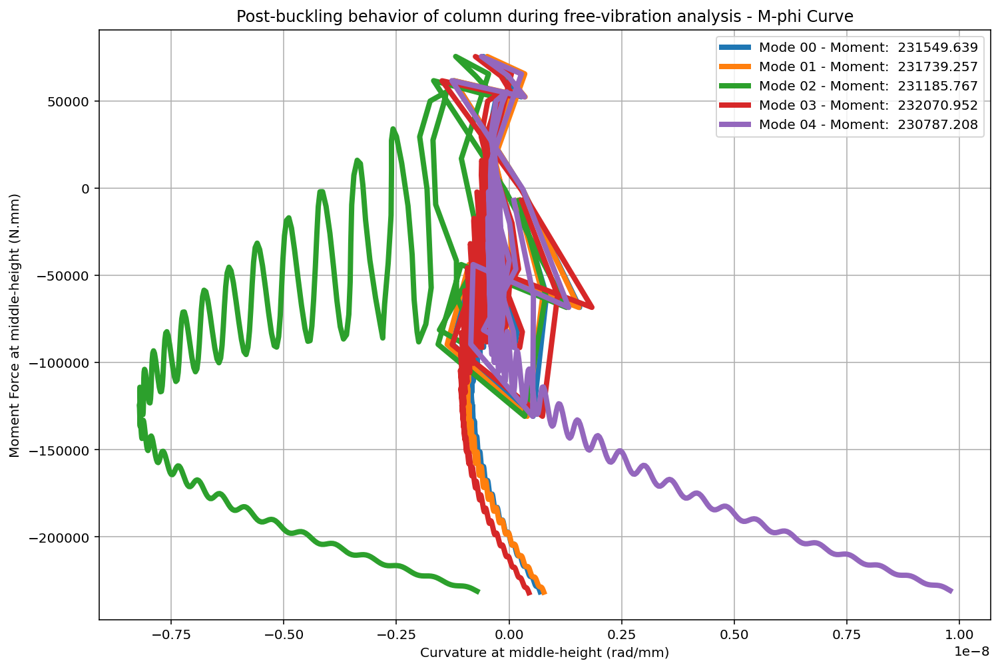 Post-buckling behavior of column during free-vibration analysis - M-phi Curve
Mode 00 - Moment:  231549.639
Mode 01 - Moment:  231739.257
Mode 02 - Moment:  231185.767
Mode 03 - Moment:  232070.952
Mode 04 - Moment:  230787.208
Moment Force at middle-height (N.mm)
50000
0
−50000
−100000
−150000
−200000
−0.75
−0.50
−0.25
0.00
0.25
0.50
0.75
1.00
1e−8
Curvature at middle-height (rad/mm)